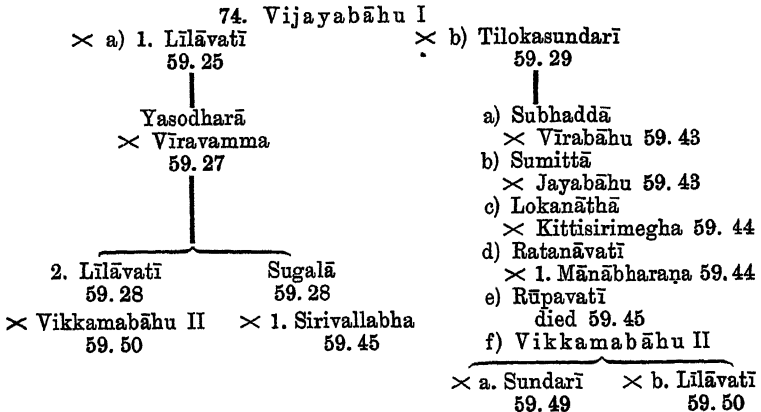 74. Vijayabāhu I
× a) 1. Līlāvatī
59. 25
× b) Tilokasundarī
59. 29
Yasodharā
× Vīravamma
59. 27
2. Līlāvatī
59. 28
× Vikkamabāhu II
59. 50
Sugalā
59. 28
× 1. Sirivallabha
59. 45
a) Subhaddā
× Vīrabāhu 59. 43
b) Sumittā
× Jayabāhu 59. 43
c) Lokanāthā
× Kittisirimegha 59. 44
d) Ratanāvatī
× 1. Mānābharaṇa 59. 44
e) Rūpavatī
died 59. 45
f) Vikkamabāhu II
× a. Sundarī
59. 49
× b. Līlāvatī
59. 50